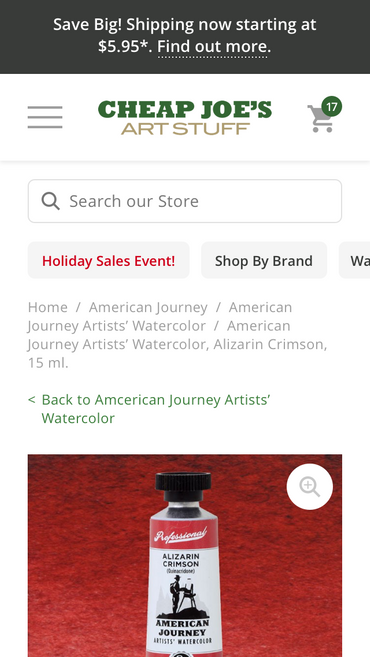 Save Big! Shipping now starting at
$5.95*. Find out more.
17
CHEAP JOE'S
ART STUFF
Search our Store
Holiday Sales Event!
Shop By Brand
Wa
Home / American Journey / American
Journey Artists’ Watercolor / American
Journey Artists’ Watercolor, Alizarin Crimson,
15 ml.
< Back to Amcerican Journey Artists’
Watercolor
Professional
ALIZARIN
CRIMSON
(Quinacridone)
AMERICAN
JOURNEY
ARTISTS' WATERCOLOR